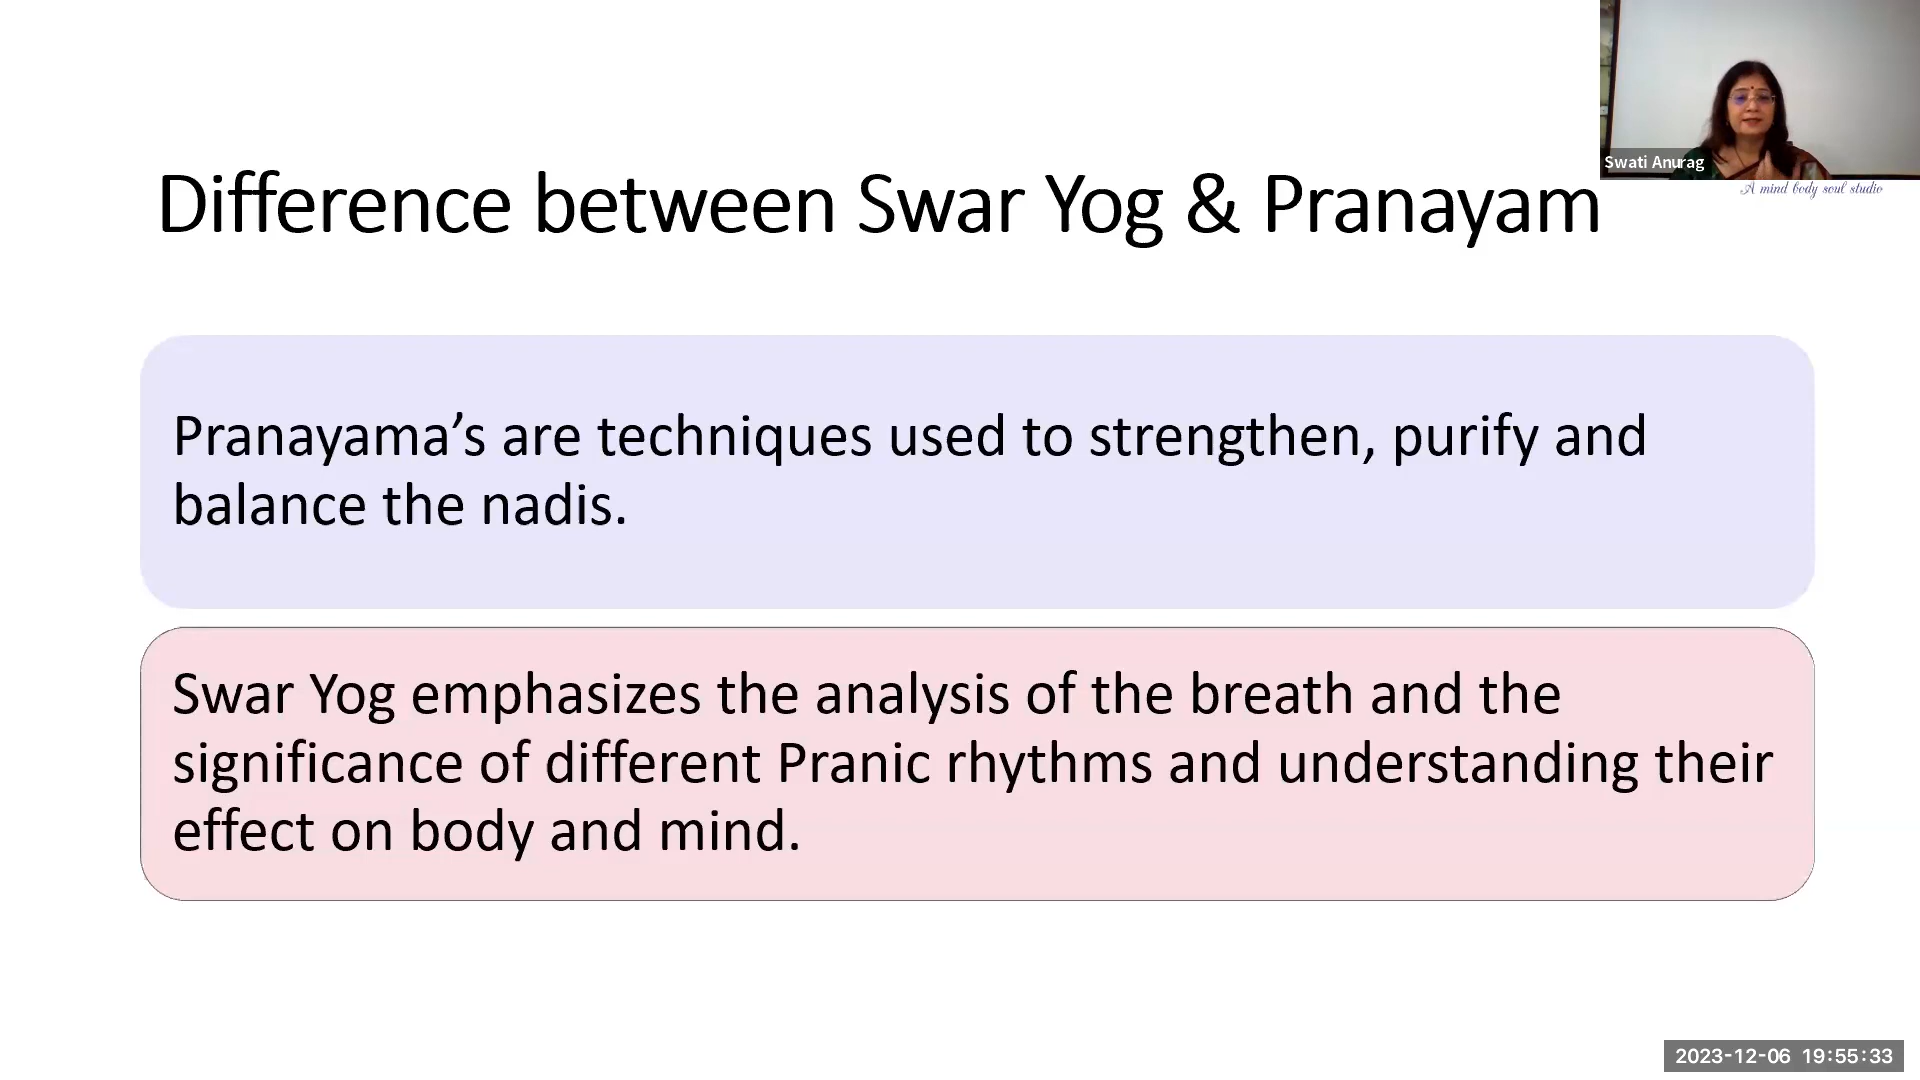 Swati Anurag
A mind body soul studio
Difference between Swar Yog & Pranayam
Pranayama’s are techniques used to strengthen, purify and
balance the nadis.
Swar Yog emphasizes the analysis of the breath and the
significance of different Pranic rhythms and understanding their
effect on body and mind.
2023-12-06 19:55:33